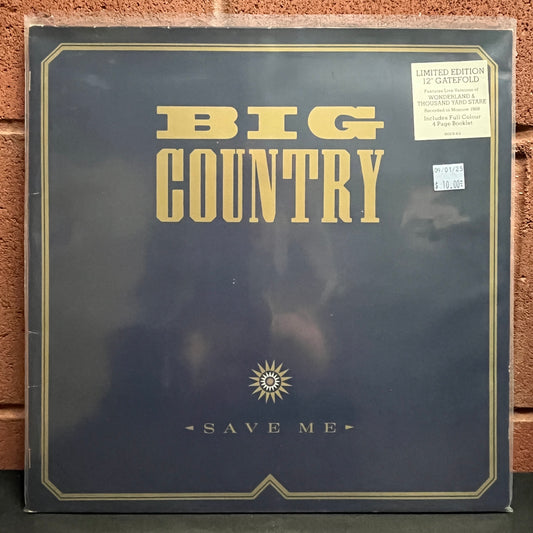 BIG
COUNTRY
SAVE ME
LIMITED EDITION
12" GATEFOLD
Features Live Versions of
WONDERLAND &
THOUSAND YARD STARE
Recorded in Moscow 1988
Includes Full Colour
4 Page Booklet
09/01/25
$ 10.00